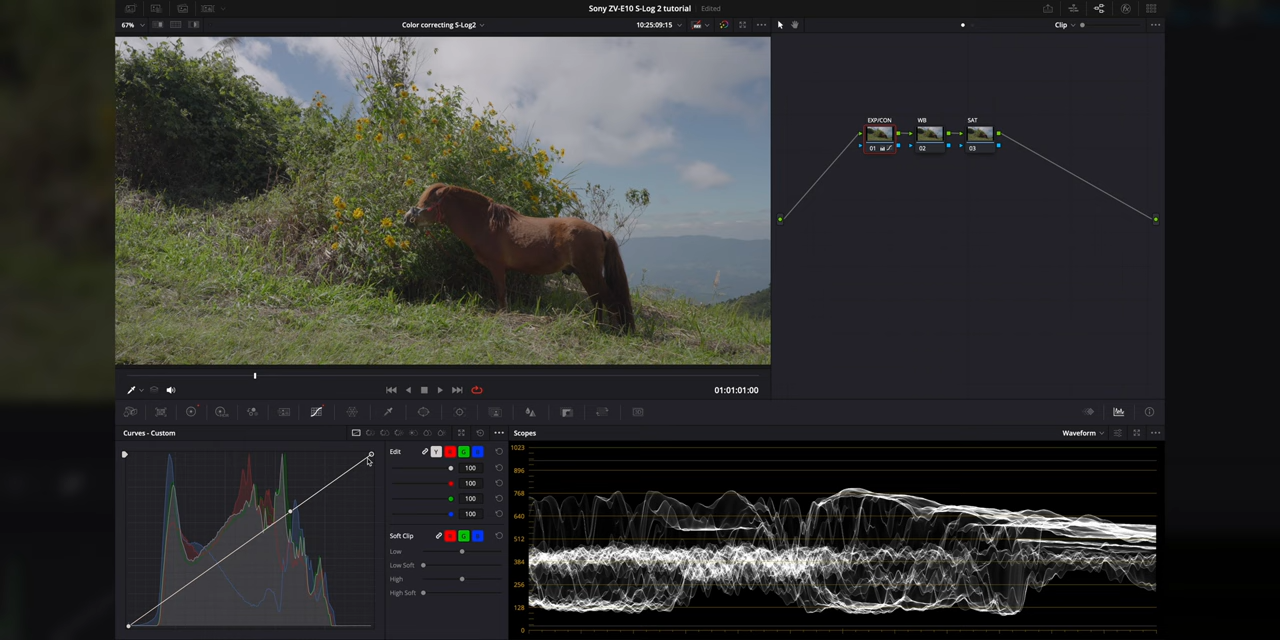 Sony ZV-E10 S-Log 2 tutorial Edited
67% Color correcting S-Log2 10:25:09:15 Clip
EXP/CON WB SAT
01 02 03
01:01:01:00
Curves - Custom
Edit Y R G B
100
100
100
100
Soft Clip R G B
Low
Low Soft
High
High Soft
Scopes Waveform
1023
896
768
640
512
384
256
128
0